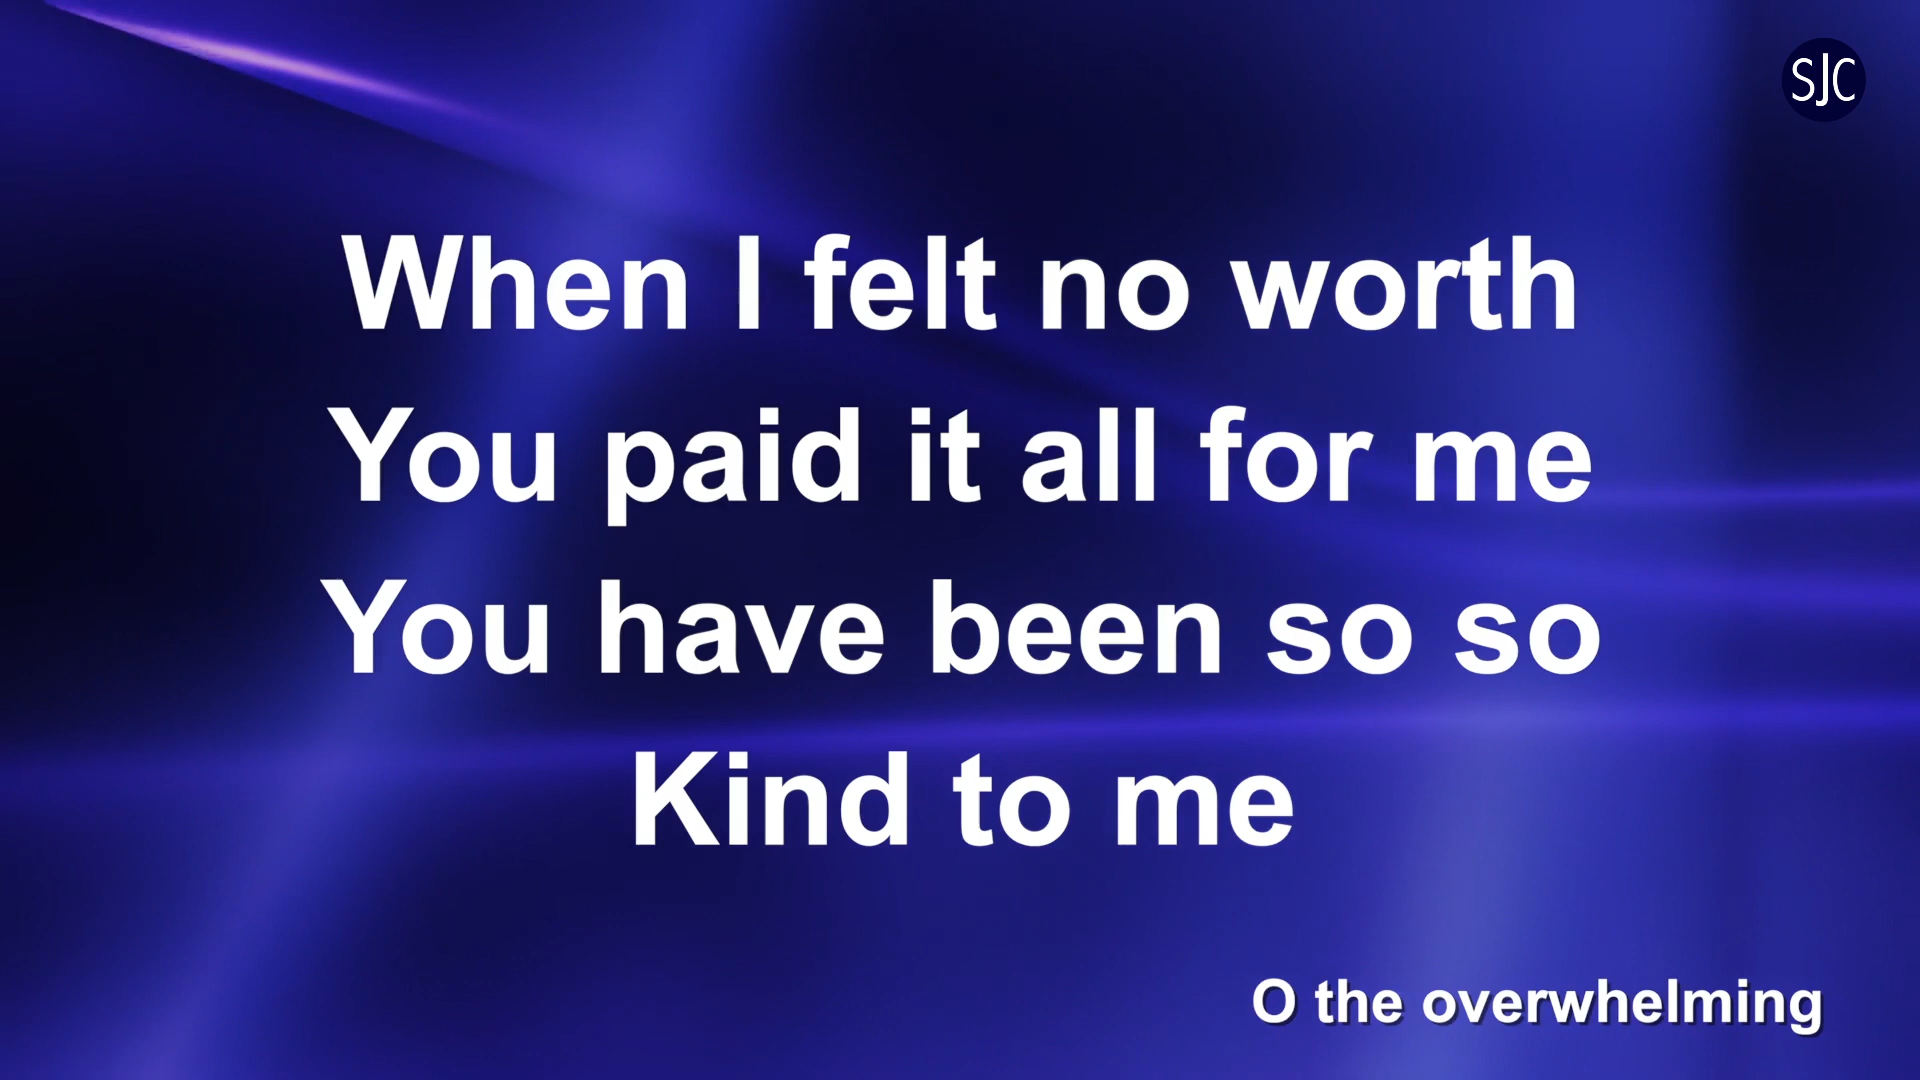 SJC
When I felt no worth
You paid it all for me
You have been so so
Kind to me
O the overwhelming